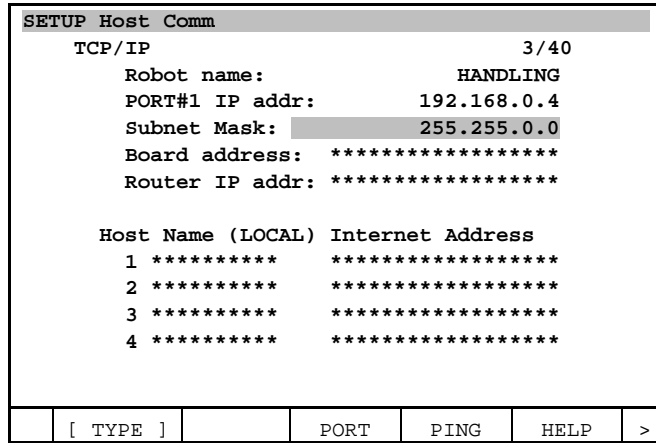 SETUP Host Comm
TCP/IP 3/40
Robot name: HANDLING
PORT#1 IP addr: 192.168.0.4
Subnet Mask: 255.255.0.0
Board address: ******************
Router IP addr: ******************
Host Name (LOCAL) Internet Address
1 ********** ******************
2 ********** ******************
3 ********** ******************
4 ********** ******************
[ TYPE ] PORT PING HELP >